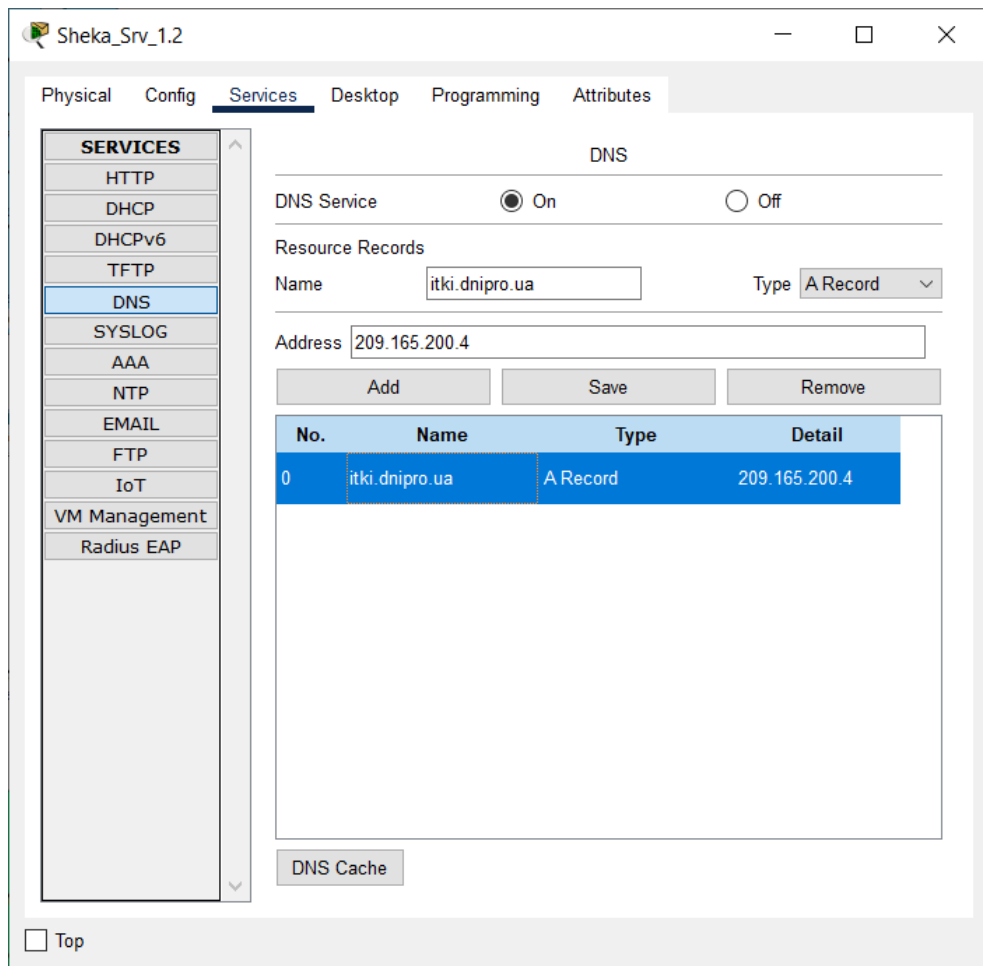 Sheka_Srv_1.2
Physical Config Services Desktop Programming Attributes
SERVICES
HTTP
DHCP
DHCPv6
TFTP
DNS
SYSLOG
AAA
NTP
EMAIL
FTP
IoT
VM Management
Radius EAP
DNS
DNS Service On Off
Resource Records
Name itki.dnipro.ua Type A Record
Address 209.165.200.4
Add Save Remove
No. Name Type Detail
0 itki.dnipro.ua A Record 209.165.200.4
DNS Cache
Top